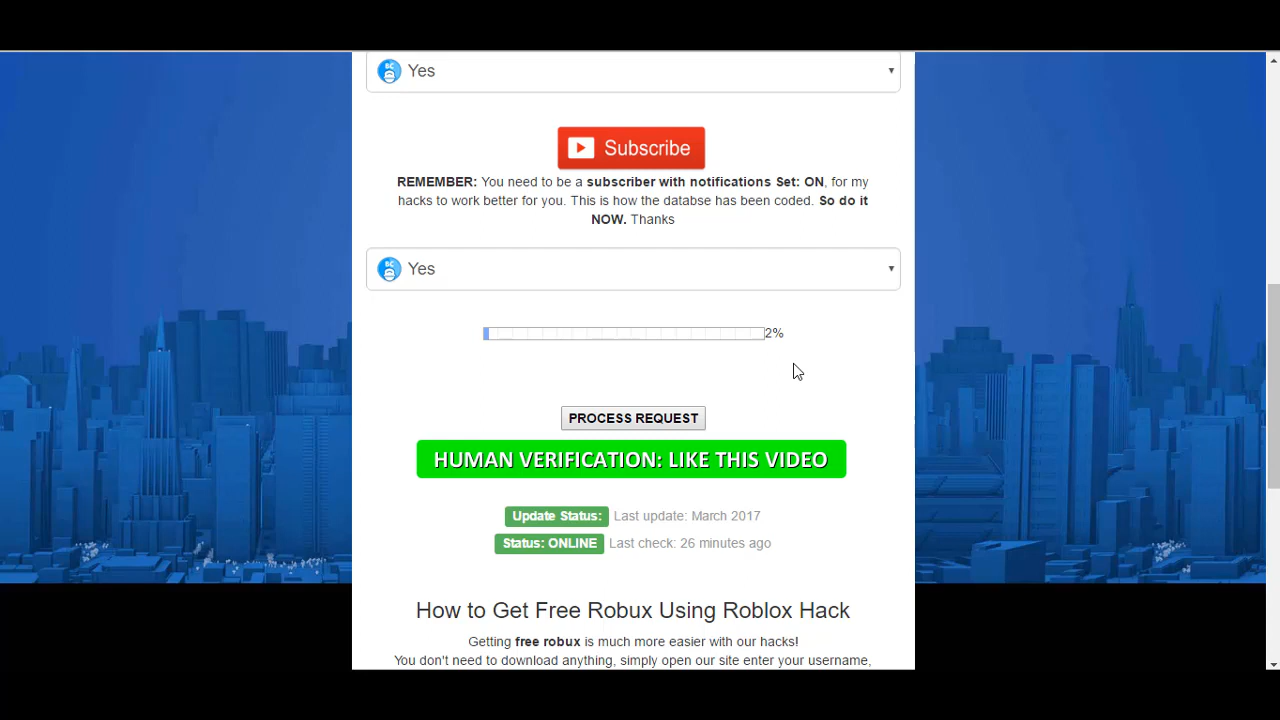 BC Yes
Subscribe
REMEMBER: You need to be a subscriber with notifications Set: ON, for my
hacks to work better for you. This is how the databse has been coded. So do it
NOW. Thanks
BC Yes
2%
PROCESS REQUEST
HUMAN VERIFICATION: LIKE THIS VIDEO
Update Status: Last update: March 2017
Status: ONLINE Last check: 26 minutes ago
How to Get Free Robux Using Roblox Hack
Getting free robux is much more easier with our hacks!
You don't need to download anything, simply open our site enter your username,